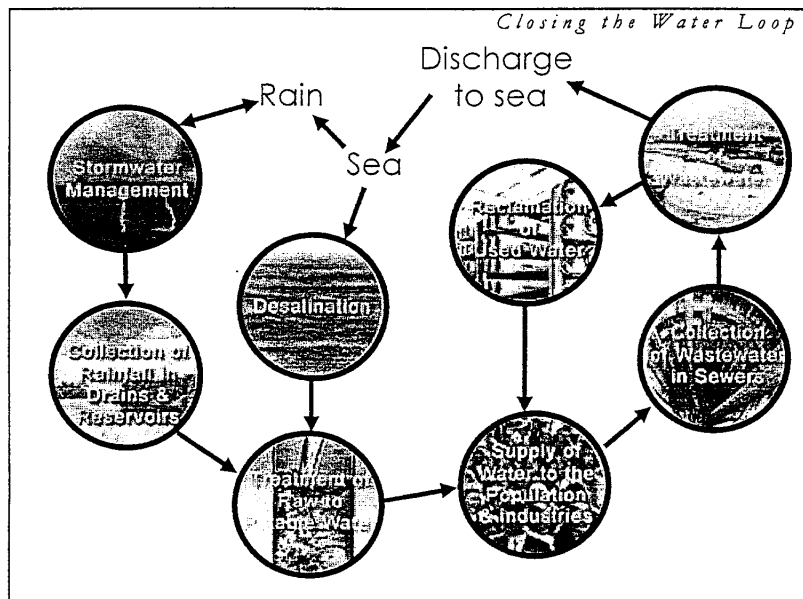 Closing the Water Loop
Discharge
to sea
Rain
Sea
Stormwater
Management
Treatment
of
Wastewater
Reclamation
of
Used Water
Desalination
Collection of
Rainfall in
Drains &
Reservoirs
Collection
of Wastewater
in Sewers
Treatment of
Raw to
Potable Water
Supply of
Water to the
Population
& industries